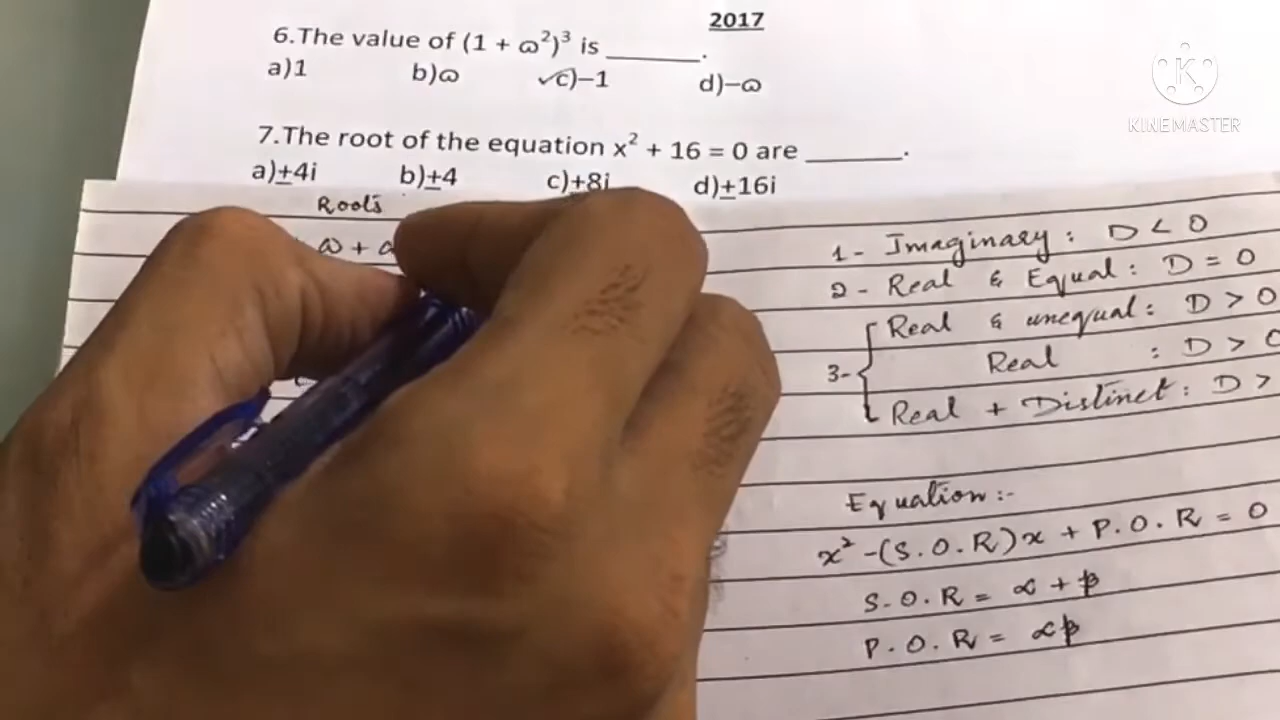 2017
6.The value of (1 + ω²)³ is ______.
a)1 b)ω ✓c)−1 d)−ω
7.The root of the equation x² + 16 = 0 are ______.
a)±4i b)±4 c)±8i d)±16i
Roots
ω +
1- Imaginary : D < 0
2- Real & Equal : D = 0
Real & unequal : D > 0
3- Real : D > 0
Real + Distinct : D >
Equation :-
x² -(S.O.R)x + P.O.R = 0
S.O.R = α + β
P.O.R = αβ
KINEMASTER